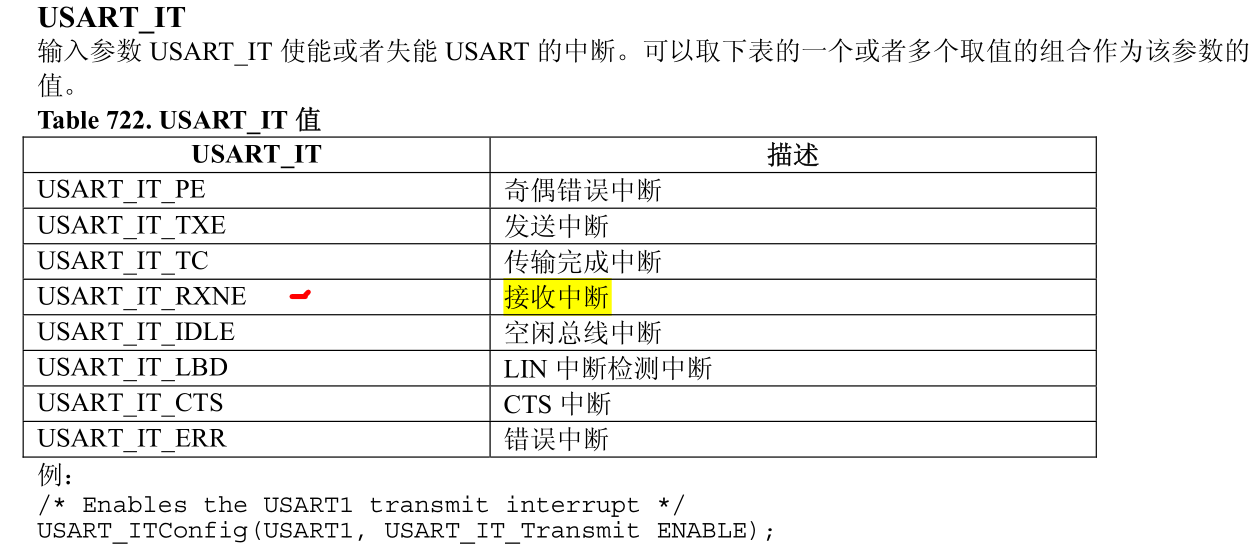 USART_IT
输入参数 USART_IT 使能或者失能 USART 的中断。可以取下表的一个或者多个取值的组合作为该参数的
值。
Table 722. USART_IT 值
USART_IT 描述
USART_IT_PE 奇偶错误中断
USART_IT_TXE 发送中断
USART_IT_TC 传输完成中断
USART_IT_RXNE 接收中断
USART_IT_IDLE 空闲总线中断
USART_IT_LBD LIN 中断检测中断
USART_IT_CTS CTS 中断
USART_IT_ERR 错误中断
例：
/* Enables the USART1 transmit interrupt */
USART_ITConfig(USART1, USART_IT_Transmit ENABLE);